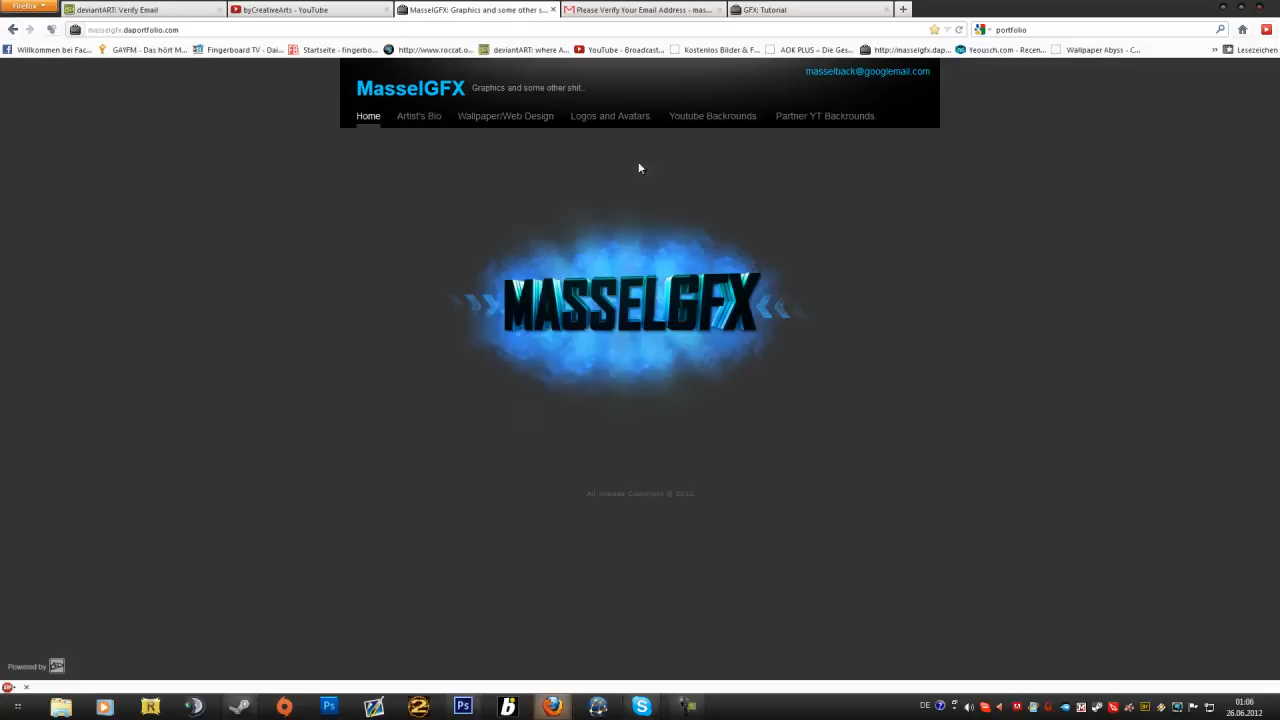 Firefox
deviantART: Verify Email
byCreativeArts - YouTube
MasselGFX: Graphics and some other s...
Please Verify Your Email Address - mas...
GFX: Tutorial
masselgfx.daportfolio.com
portfolio
Willkommen bei Fac...
GAYFM - Das hört M...
Fingerboard TV - Dai...
Startseite - fingerbo...
http://www.roccat.o...
deviantART: where A...
YouTube - Broadcast...
Kostenlos Bilder & F...
AOK PLUS – Die Ges...
http://masselgfx.dap...
Yeousch.com - Recen...
Wallpaper Abyss - C...
Lesezeichen
masselback@googlemail.com
MasselGFX Graphics and some other shit...
Home Artist's Bio Wallpaper/Web Design Logos and Avatars Youtube Backrounds Partner YT Backrounds
MASSELGFX
All Images Copyright © 2012
Powered by
DE
01:06
26.06.2012